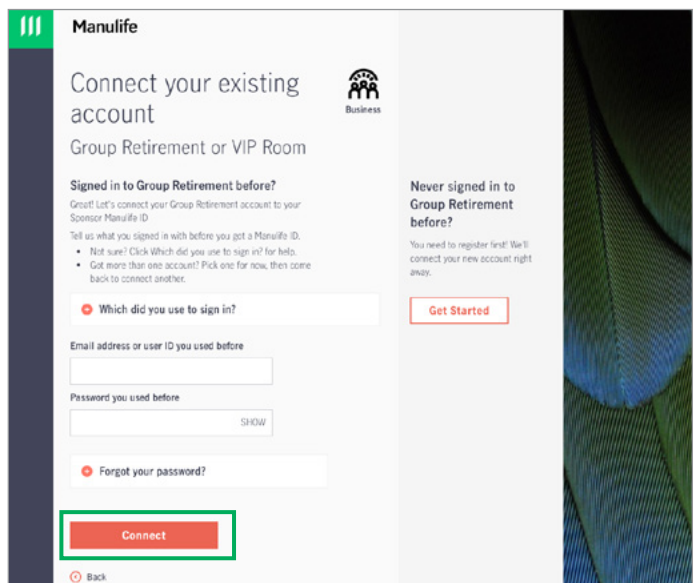 Manulife
Connect your existing
account
Business
Group Retirement or VIP Room
Signed in to Group Retirement before?
Great! Let's connect your Group Retirement account to your
Sponsor Manulife ID
Tell us what you signed in with before you got a Manulife ID.
• Not sure? Click Which did you use to sign in? for help.
• Got more than one account? Pick one for now, then come
back to connect another.
Which did you use to sign in?
Email address or user ID you used before
Password you used before
SHOW
Forgot your password?
Connect
Back
Never signed in to
Group Retirement
before?
You need to register first! We'll
connect your new account right
away.
Get Started